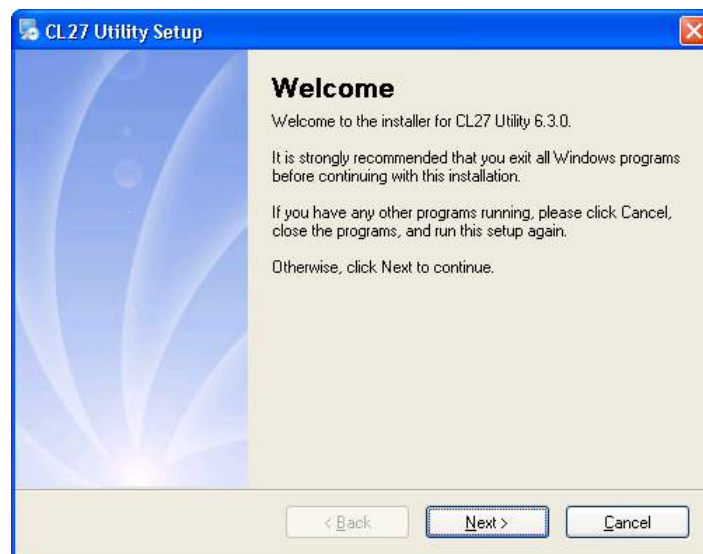 CL27 Utility Setup
Welcome
Welcome to the installer for CL27 Utility 6.3.0.
It is strongly recommended that you exit all Windows programs
before continuing with this installation.
If you have any other programs running, please click Cancel,
close the programs, and run this setup again.
Otherwise, click Next to continue.
< Back
Next >
Cancel